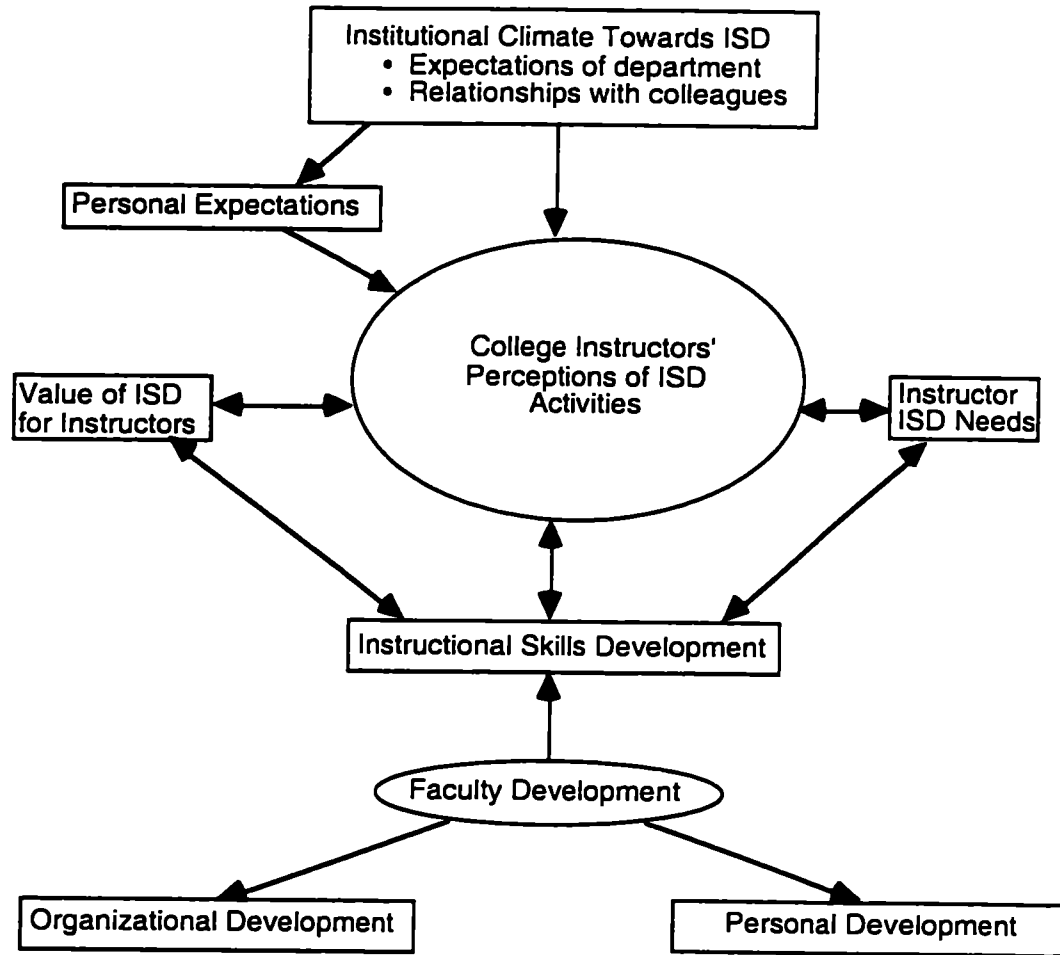 Institutional Climate Towards ISD
• Expectations of department
• Relationships with colleagues
Personal Expectations
College Instructors'
Perceptions of ISD
Activities
Value of ISD
for Instructors
Instructor
ISD Needs
Instructional Skills Development
Faculty Development
Organizational Development
Personal Development